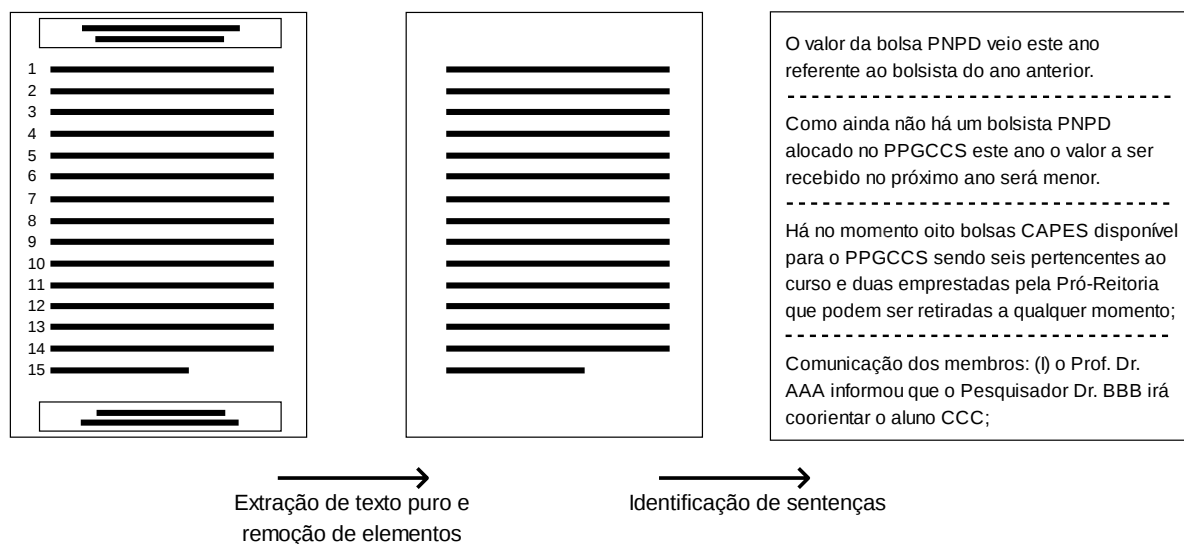 1
2
3
4
5
6
7
8
9
10
11
12
13
14
15
O valor da bolsa PNPD veio este ano
referente ao bolsista do ano anterior.
Como ainda não há um bolsista PNPD
alocado no PPGCCS este ano o valor a ser
recebido no próximo ano será menor.
Há no momento oito bolsas CAPES disponível
para o PPGCCS sendo seis pertencentes ao
curso e duas emprestadas pela Pró-Reitoria
que podem ser retiradas a qualquer momento;
Comunicação dos membros: (I) o Prof. Dr.
AAA informou que o Pesquisador Dr. BBB irá
coorientar o aluno CCC;
Extração de texto puro e
remoção de elementos
Identificação de sentenças